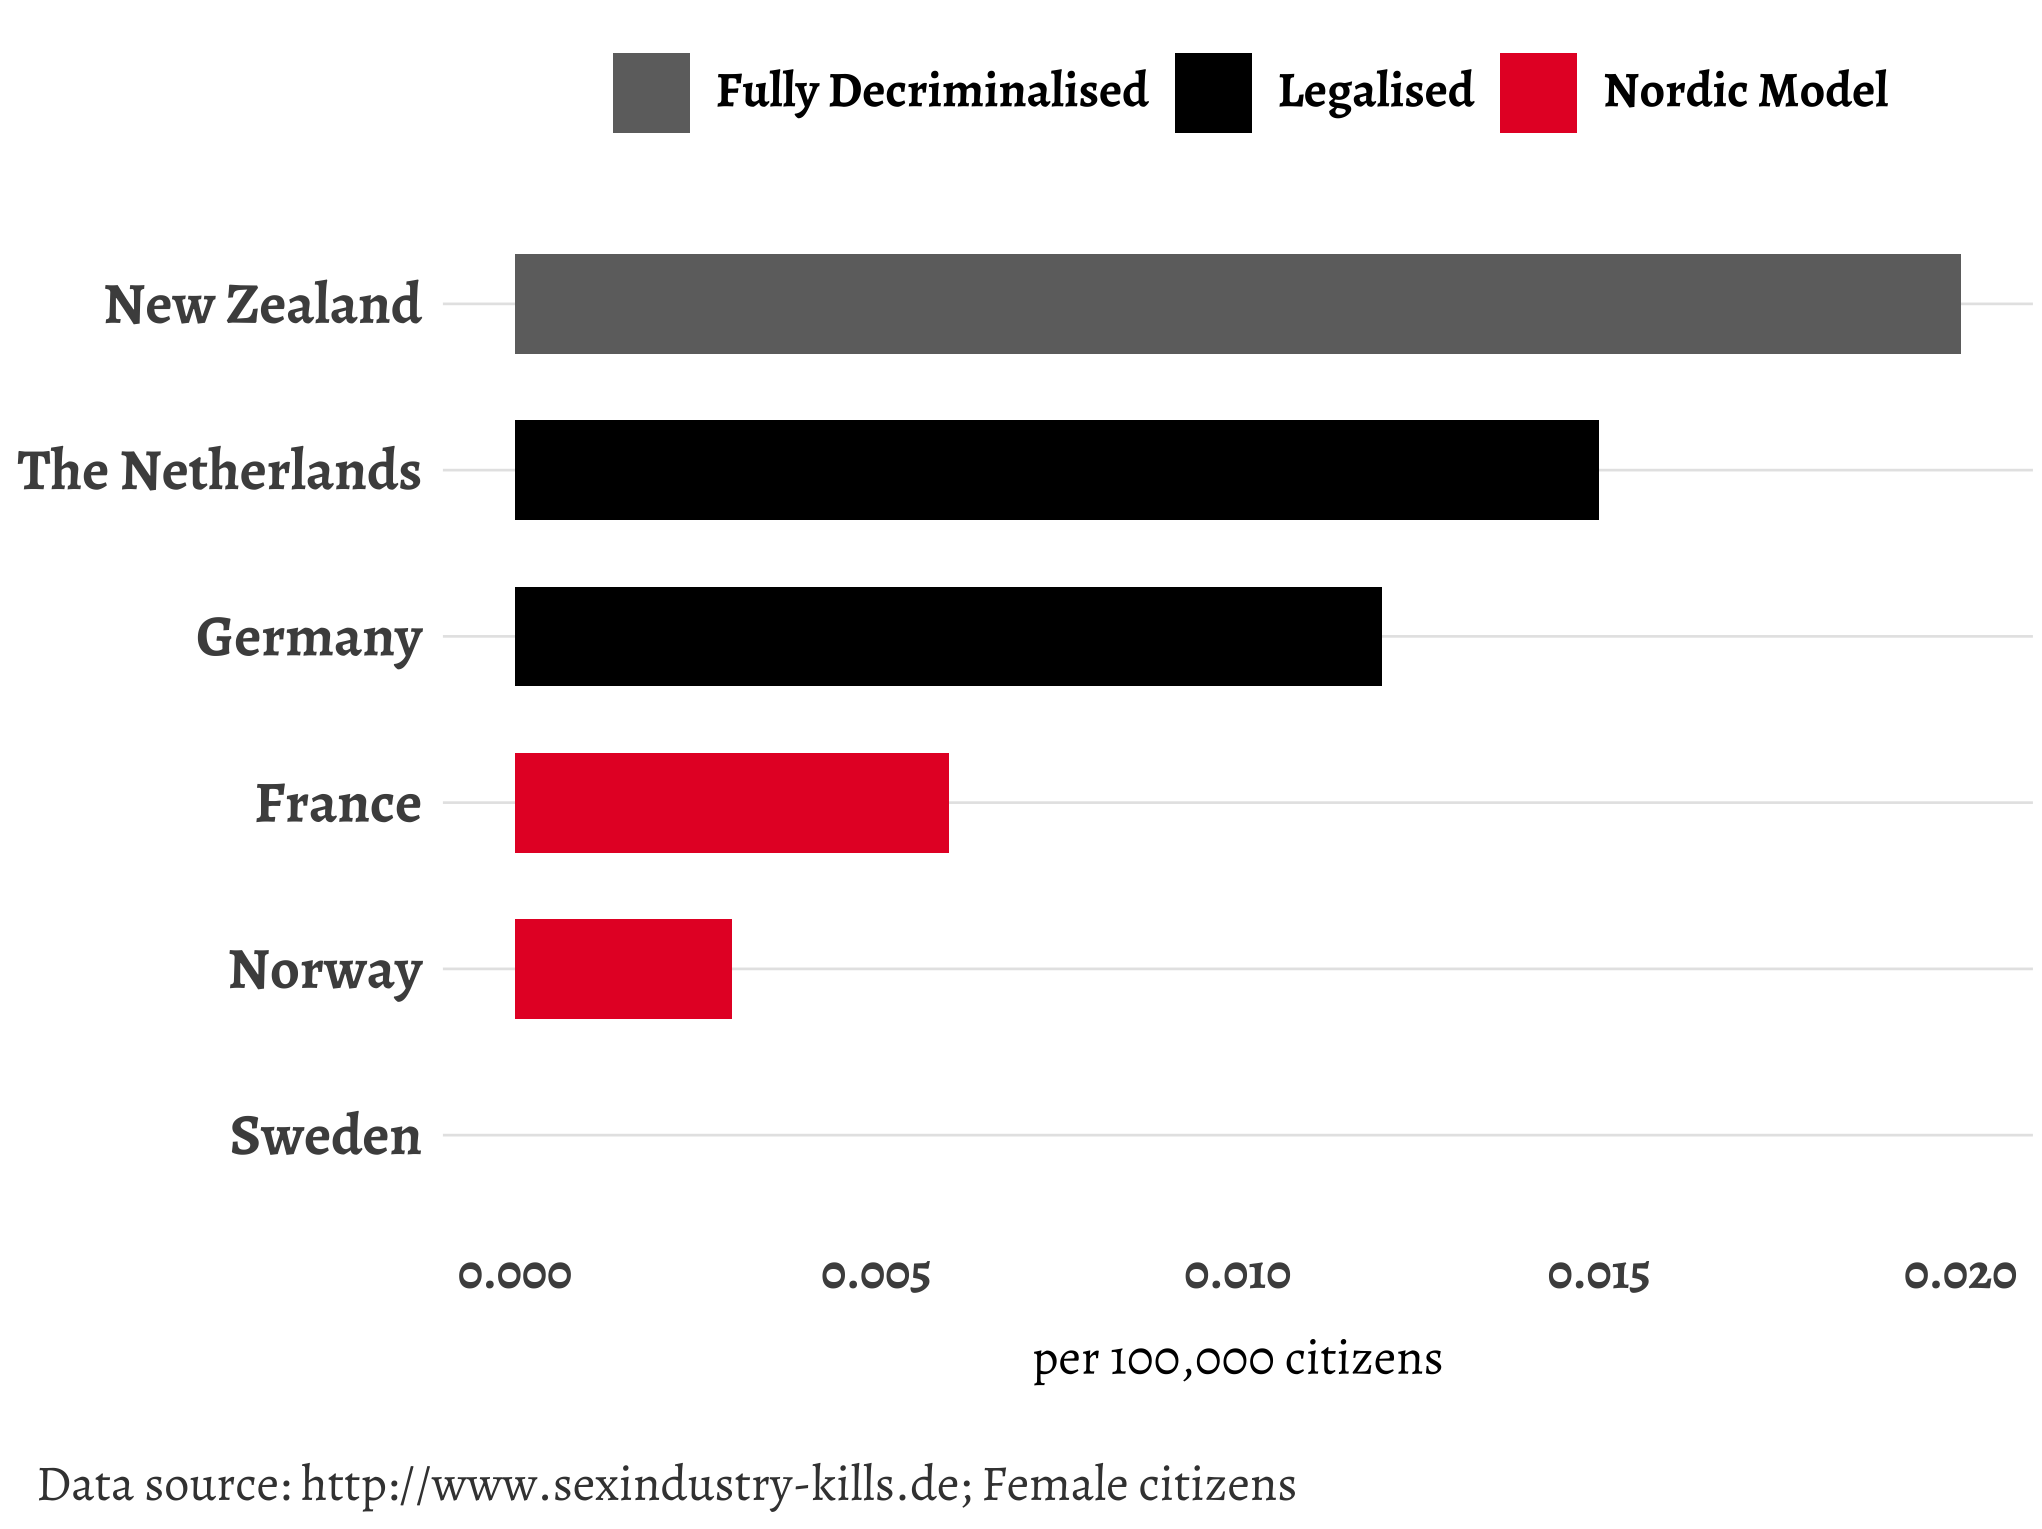 Fully Decriminalised Legalised Nordic Model
New Zealand
The Netherlands
Germany
France
Norway
Sweden
0.000 0.005 0.010 0.015 0.020
per 100,000 citizens
Data source: http://www.sexindustry-kills.de; Female citizens